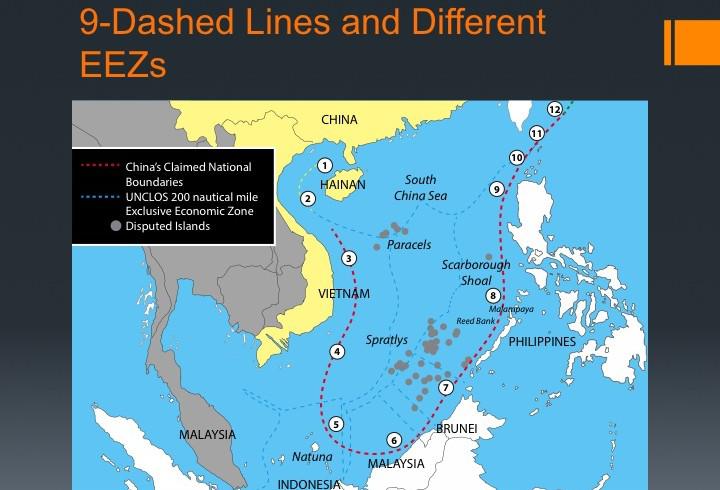 9-Dashed Lines and Different
EEZs
CHINA
12
11
10
China's Claimed National
Boundaries
UNCLOS 200 nautical mile
Exclusive Economic Zone
Disputed Islands
1
HAINAN
2
South
China Sea
9
Paracels
3
Scarborough
Shoal
VIETNAM
8
Malampaya
Reed Bank
Spratlys
PHILIPPINES
4
7
5
BRUNEI
MALAYSIA
6
Natuna
MALAYSIA
INDONESIA